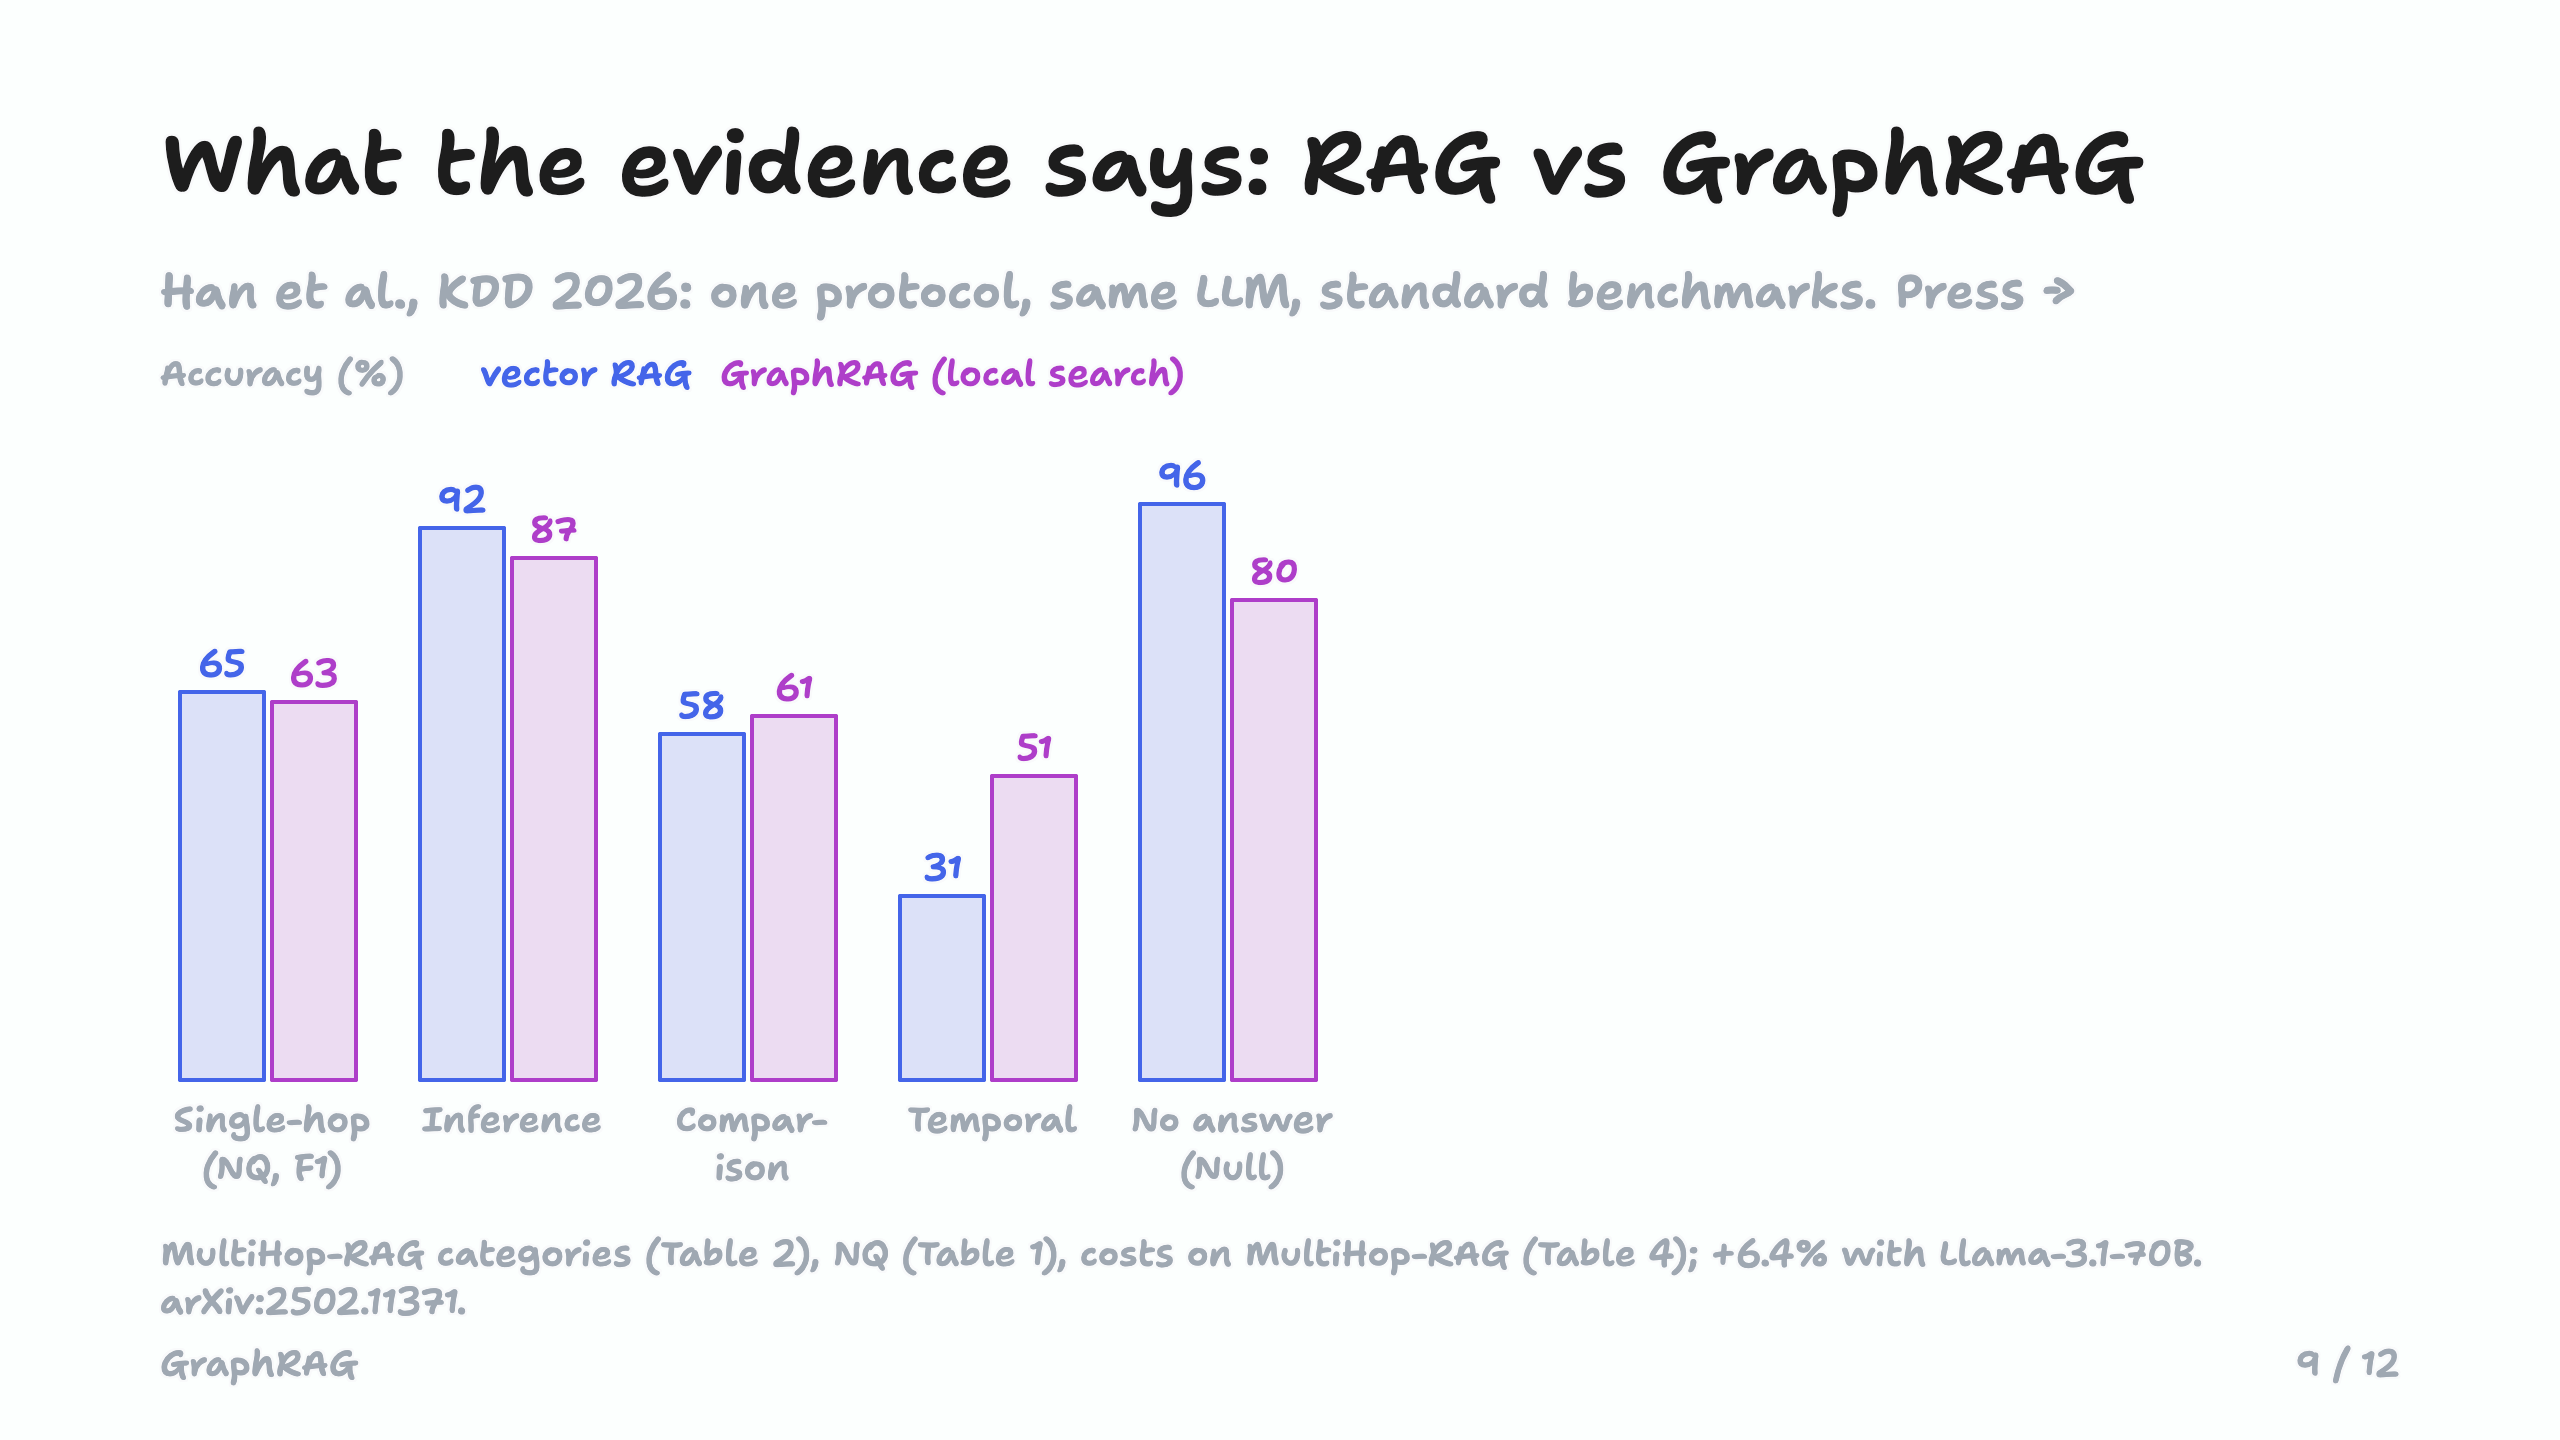 What the evidence says: RAG vs GraphRAG
Han et al., KDD 2026: one protocol, same LLM, standard benchmarks. Press →
Accuracy (%) vector RAG GraphRAG (local search)
65 63 92 87 58 61 31 51 96 80
Single-hop Inference Compar- Temporal No answer
(NQ, F1) ison (Null)
MultiHop-RAG categories (Table 2), NQ (Table 1), costs on MultiHop-RAG (Table 4); +6.4% with Llama-3.1-70B.
arXiv:2502.11371.
GraphRAG 9 / 12